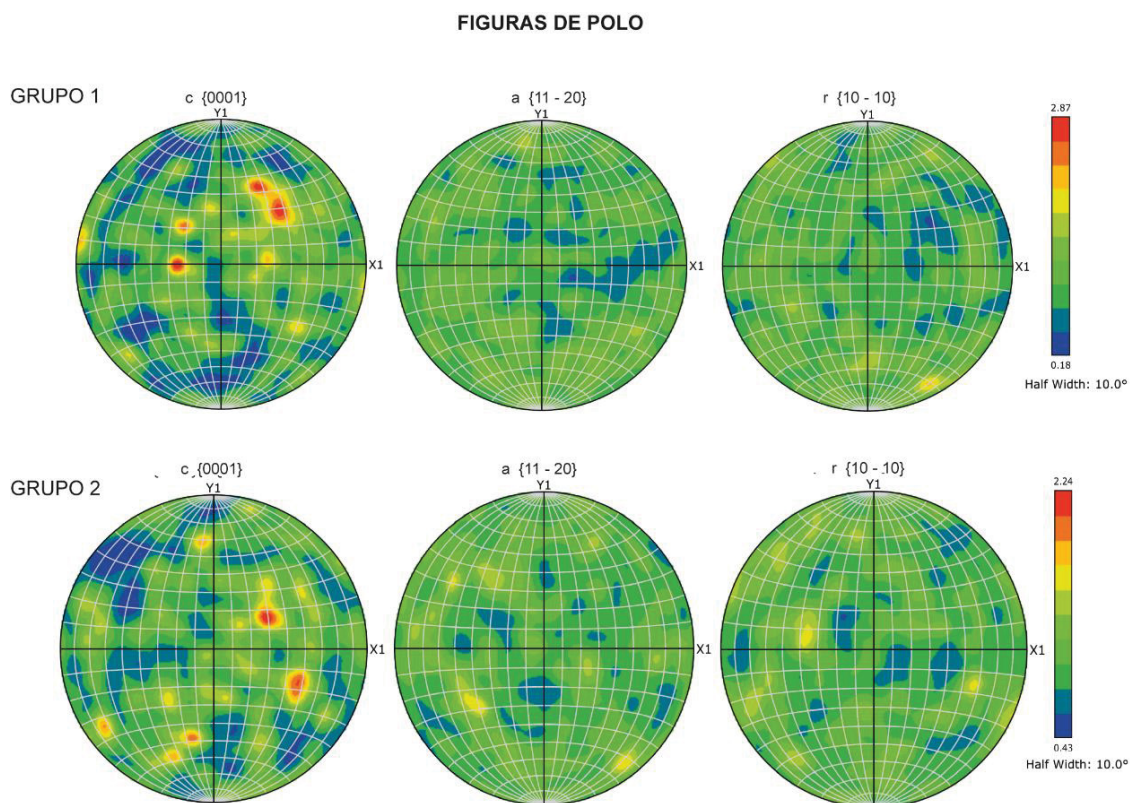 FIGURAS DE POLO
GRUPO 1
c {0001}
a {11 - 20}
r {10 - 10}
Y1
Y1
Y1
X1
X1
X1
2.87
0.18
Half Width: 10.0°
GRUPO 2
c {0001}
a {11 - 20}
r {10 - 10}
Y1
Y1
Y1
X1
X1
X1
2.24
0.43
Half Width: 10.0°